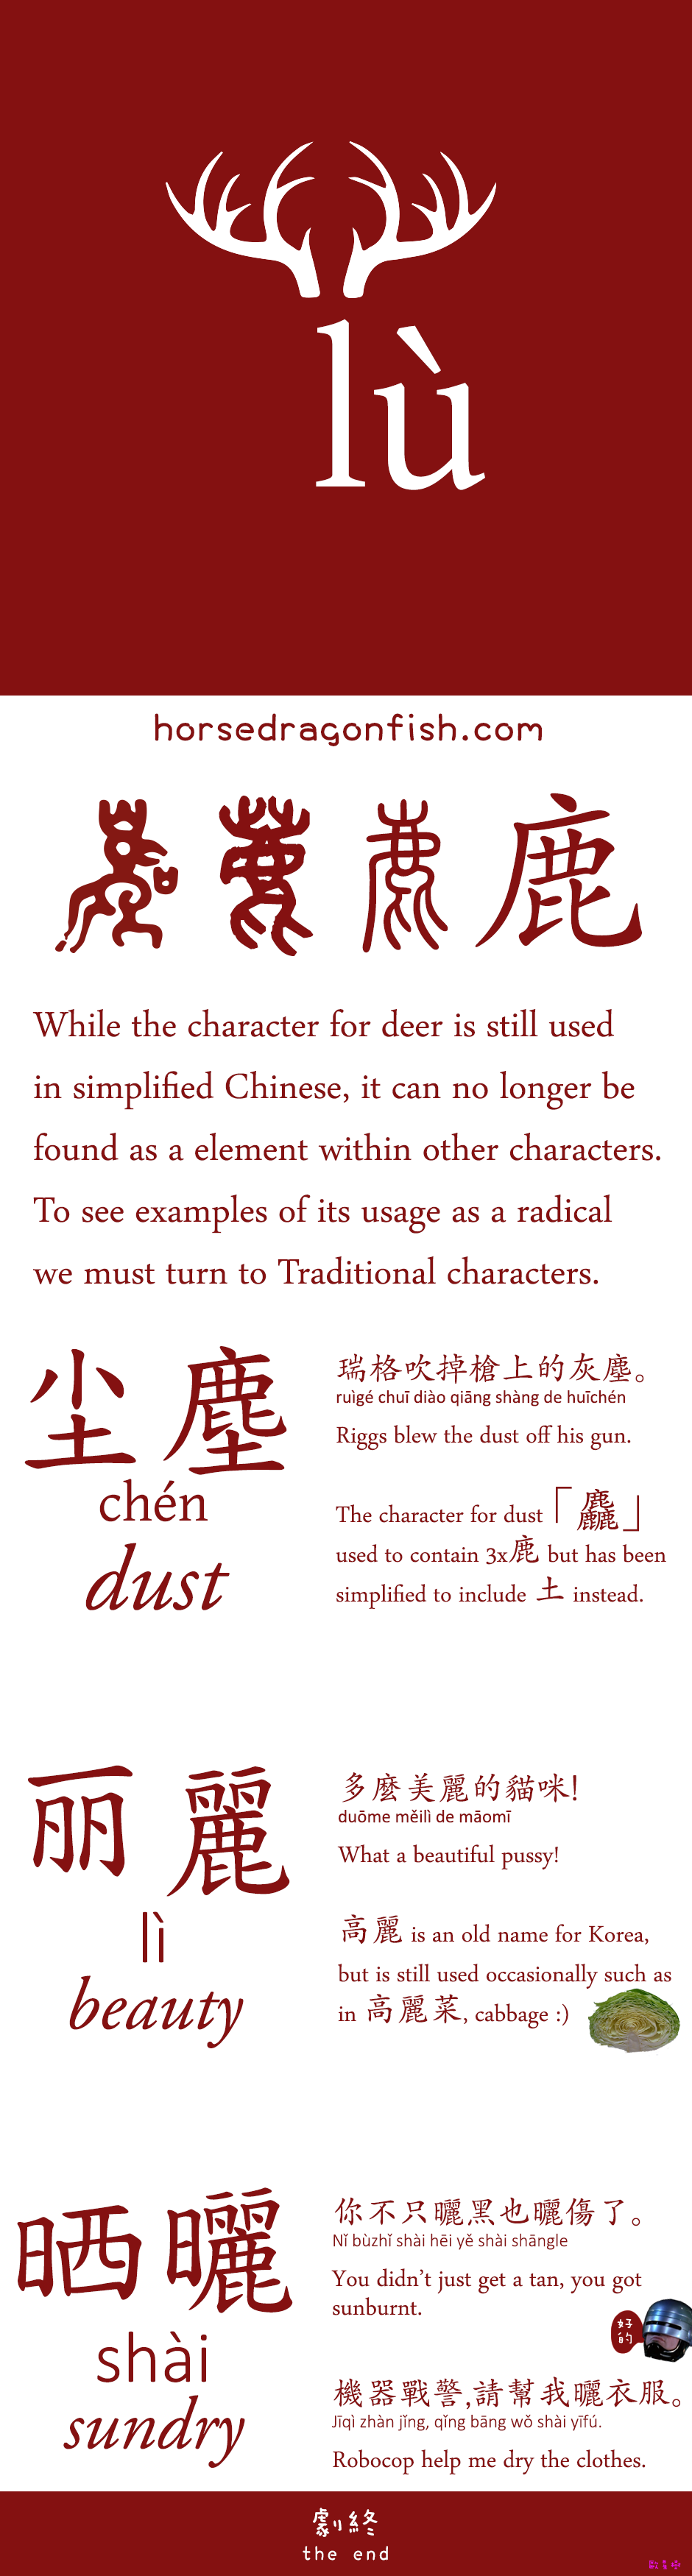 lù
horsedragonfish.com
鹿
While the character for deer is still used
in simplified Chinese, it can no longer be
found as a element within other characters.
To see examples of its usage as a radical
we must turn to Traditional characters.
尘 塵
chén
dust
瑞格吹掉槍上的灰塵。
ruìgé chuī diào qiāng shàng de huīchén
Riggs blew the dust off his gun.
The character for dust「麤」
used to contain 3x鹿 but has been
simplified to include 土 instead.
丽 麗
lì
beauty
多麼美麗的貓咪!
duōme měilì de māomī
What a beautiful pussy!
高麗 is an old name for Korea,
but is still used occasionally such as
in 高麗菜, cabbage :)
晒 曬
shài
sundry
你不只曬黑也曬傷了。
Nǐ bùzhǐ shài hēi yě shài shāngle
You didn't just get a tan, you got
sunburnt.
好的
機器戰警,請幫我曬衣服。
Jīqì zhàn jǐng, qǐng bāng wǒ shài yīfú.
Robocop help me dry the clothes.
劇終
the end